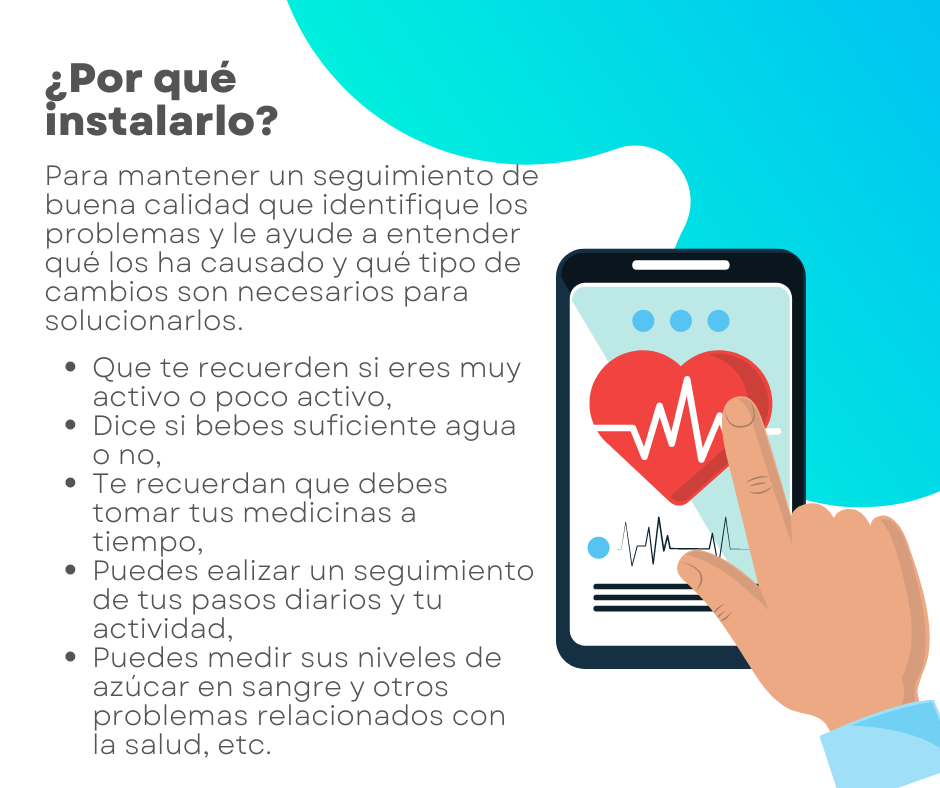 ¿Por qué
instalarlo?
Para mantener un seguimiento de
buena calidad que identifique los
problemas y le ayude a entender
qué los ha causado y qué tipo de
cambios son necesarios para
solucionarlos.
• Que te recuerden si eres muy
activo o poco activo,
• Dice si bebes suficiente agua
o no,
• Te recuerdan que debes
tomar tus medicinas a
tiempo,
• Puedes ealizar un seguimiento
de tus pasos diarios y tu
actividad,
• Puedes medir sus niveles de
azúcar en sangre y otros
problemas relacionados con
la salud, etc.